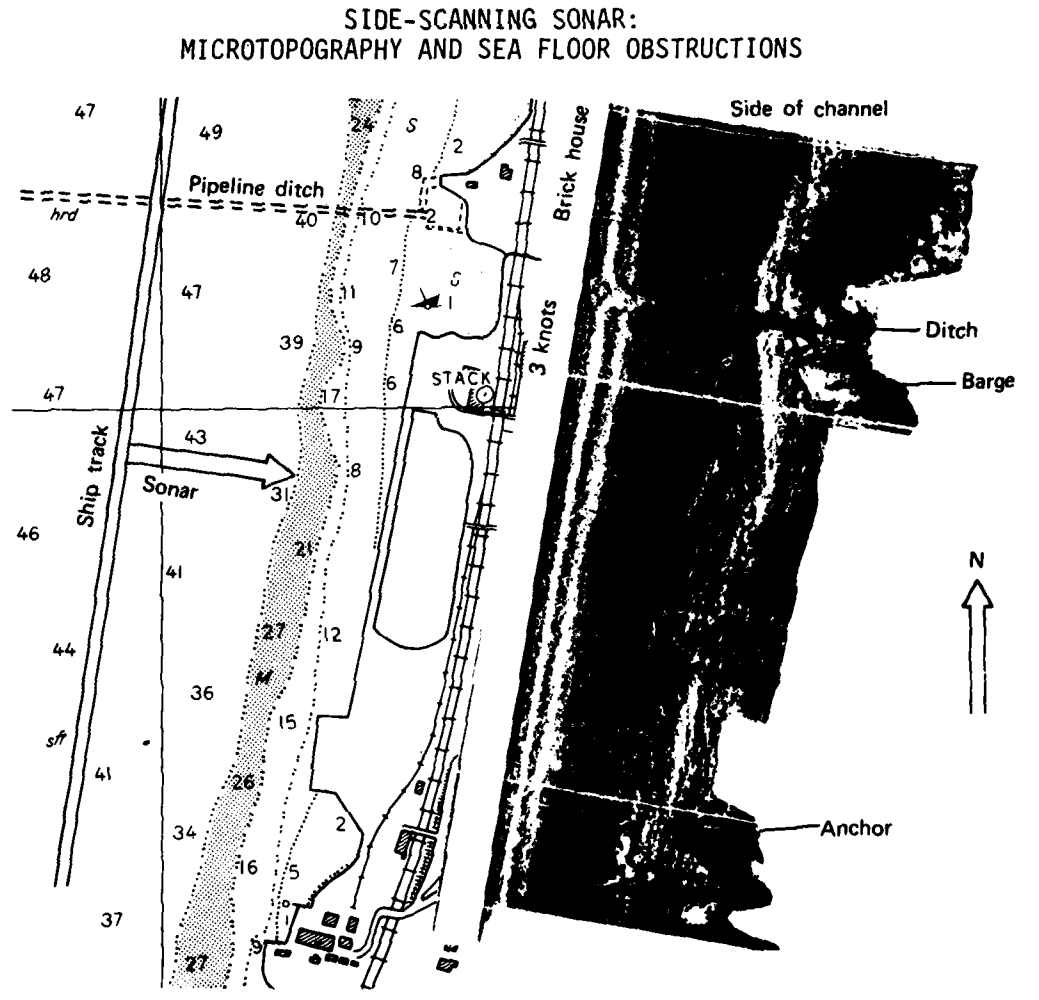 SIDE-SCANNING SONAR:
MICROTOPOGRAPHY AND SEA FLOOR OBSTRUCTIONS
Side of channel
Brick house
47
49
24
S
2
8
Pipeline ditch
hrd
40
10
2
48
47
7
S
11
1
6
39
9
3 knots
Ditch
STACK
6
Barge
47
17
43
8
Ship track
Sonar
31
46
21
41
N
27
12
44
M
36
15
sft
41
26
34
2
Anchor
16
5
37
9
27